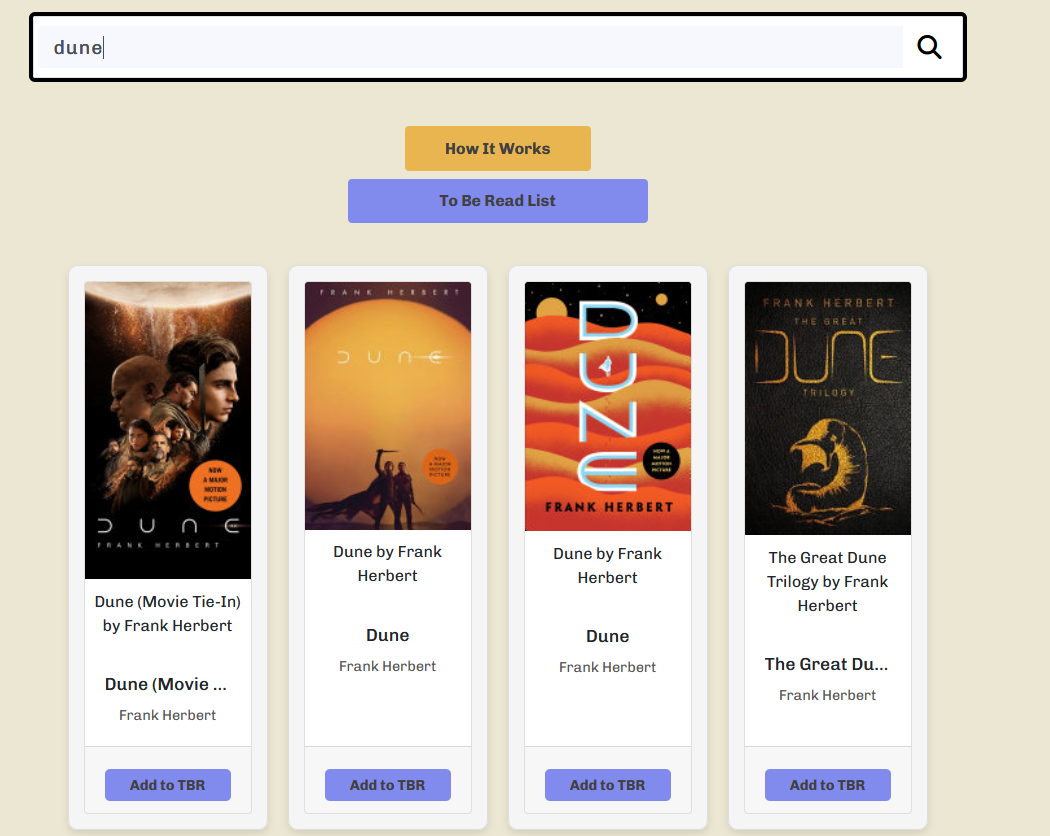 dune
How It Works
To Be Read List
NOW
A MAJOR
MOTION
PICTURE
DUNE
FRANK HERBERT
Dune (Movie Tie-In)
by Frank Herbert
Dune (Movie ...
Frank Herbert
Add to TBR
FRANK HERBERT
DUNE
NOW
A MAJOR
MOTION
PICTURE
Dune by Frank
Herbert
Dune
Frank Herbert
Add to TBR
DUNE
NOW A
MAJOR
MOTION
PICTURE
FRANK HERBERT
Dune by Frank
Herbert
Dune
Frank Herbert
Add to TBR
FRANK HERBERT
THE GREAT
DUNE
TRILOGY
The Great Dune
Trilogy by Frank
Herbert
The Great Du...
Frank Herbert
Add to TBR